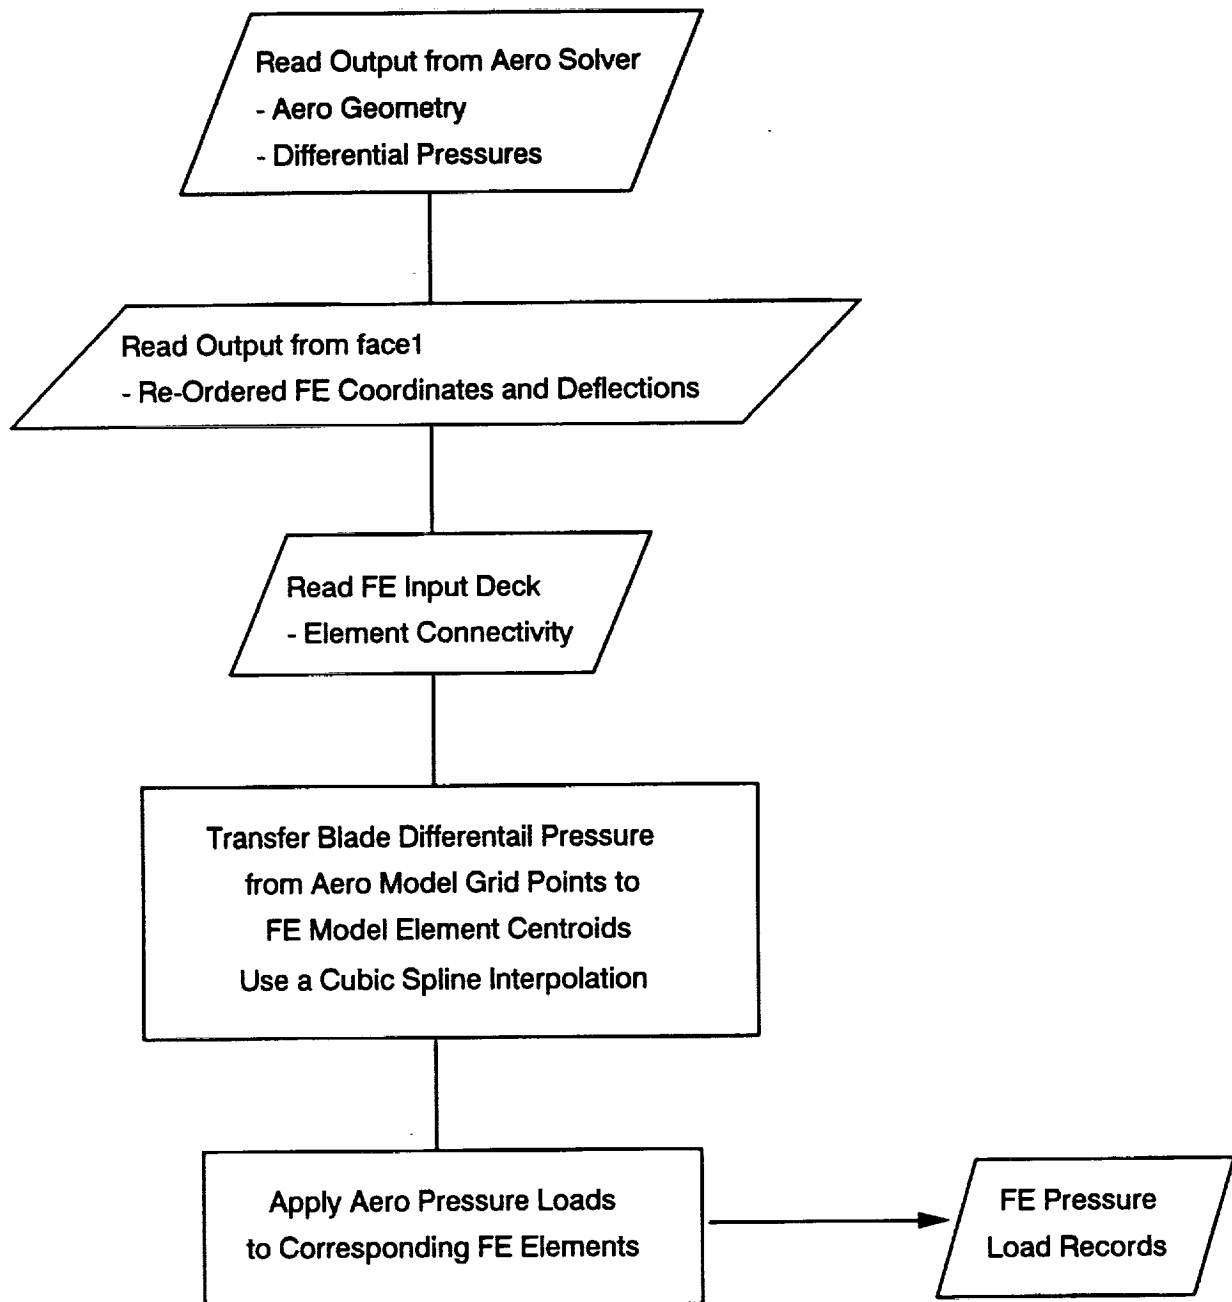 Read Output from Aero Solver
- Aero Geometry
- Differential Pressures
Read Output from face1
- Re-Ordered FE Coordinates and Deflections
Read FE Input Deck
- Element Connectivity
Transfer Blade Differentail Pressure
from Aero Model Grid Points to
FE Model Element Centroids
Use a Cubic Spline Interpolation
Apply Aero Pressure Loads
to Corresponding FE Elements
FE Pressure
Load Records